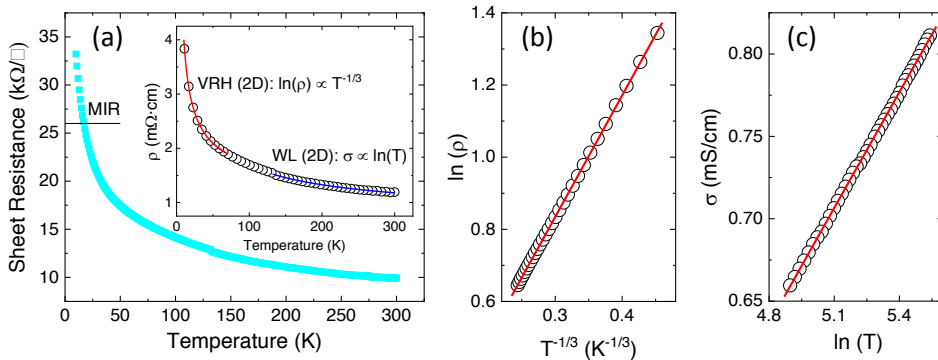 (a)
Sheet Resistance (kΩ/□)
35
30
25
20
15
10
MIR
0 50 100 150 200 250 300
Temperature (K)
ρ (mΩ·cm)
4
3
2
1
VRH (2D): ln(ρ) ∝ T-1/3
WL (2D): σ ∝ ln(T)
0 100 200 300
Temperature (K)
(b)
ln (ρ)
1.4
1.2
1.0
0.8
0.6
0.3 0.4
T-1/3 (K-1/3)
(c)
σ (mS/cm)
0.80
0.75
0.70
0.65
4.8 5.1 5.4
ln (T)